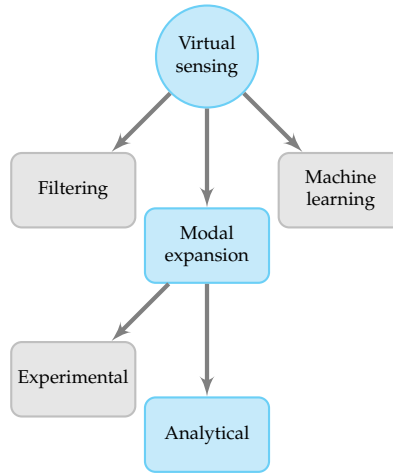 Virtual
sensing
Filtering
Machine
learning
Modal
expansion
Experimental
Analytical